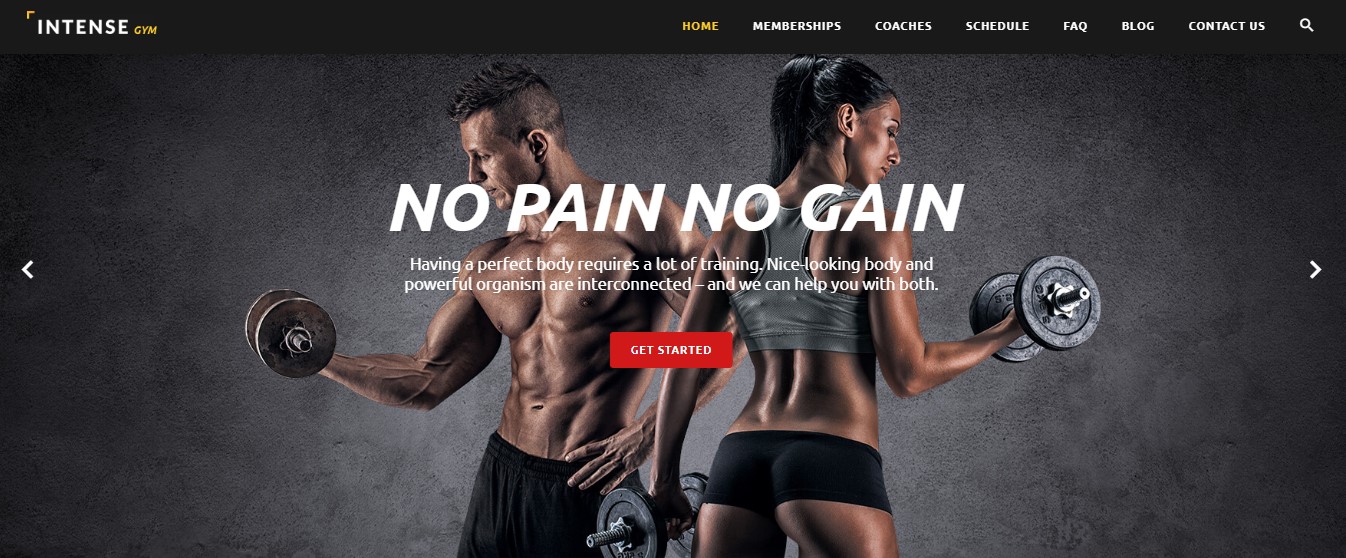 INTENSE GYM
HOME MEMBERSHIPS COACHES SCHEDULE FAQ BLOG CONTACT US
NO PAIN NO GAIN
Having a perfect body requires a lot of training. Nice-looking body and
powerful organism are interconnected – and we can help you with both.
GET STARTED